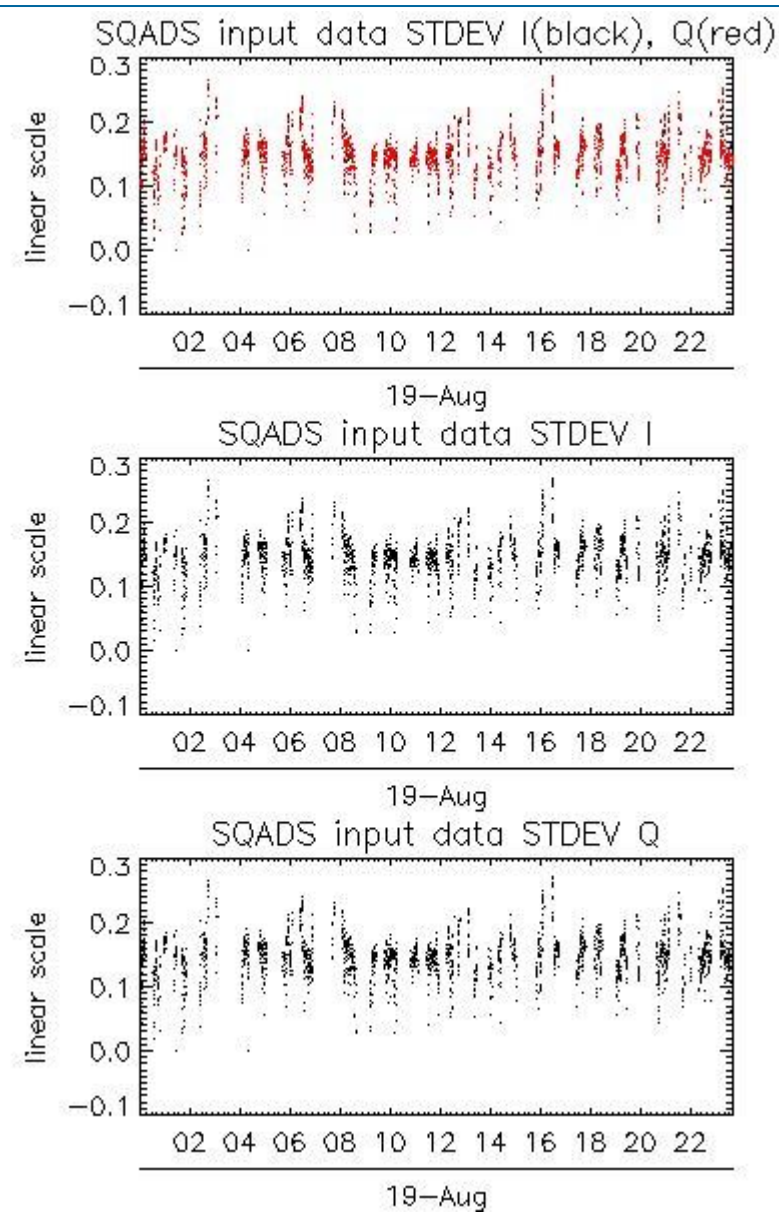 SQADS input data STDEV I(black), Q(red)
0.3
0.2
0.1
0.0
−0.1
linear scale
02 04 06 08 10 12 14 16 18 20 22
19−Aug
SQADS input data STDEV I
0.3
0.2
0.1
0.0
−0.1
linear scale
02 04 06 08 10 12 14 16 18 20 22
19−Aug
SQADS input data STDEV Q
0.3
0.2
0.1
0.0
−0.1
linear scale
02 04 06 08 10 12 14 16 18 20 22
19−Aug